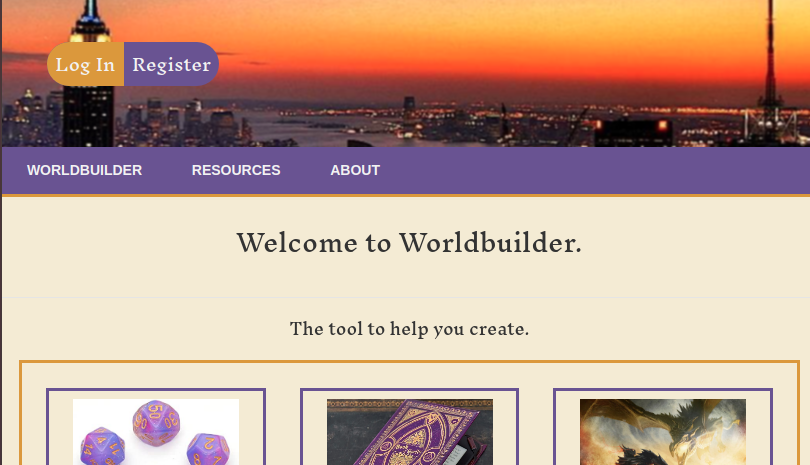 Log In Register
WORLDBUILDER RESOURCES ABOUT
Welcome to Worldbuilder.
The tool to help you create.